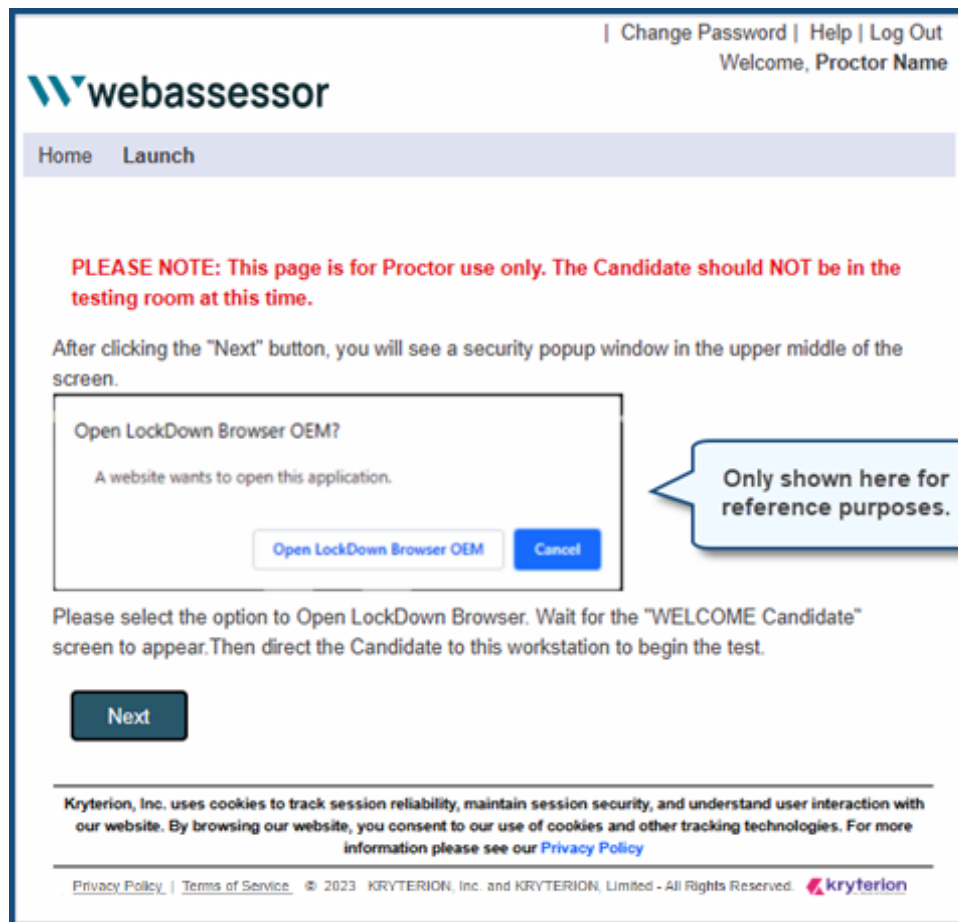 | Change Password | Help | Log Out
Welcome, Proctor Name
webassessor
Home Launch
PLEASE NOTE: This page is for Proctor use only. The Candidate should NOT be in the
testing room at this time.
After clicking the "Next" button, you will see a security popup window in the upper middle of the
screen.
Open LockDown Browser OEM?
A website wants to open this application.
Open LockDown Browser OEM Cancel
Only shown here for
reference purposes.
Please select the option to Open LockDown Browser. Wait for the "WELCOME Candidate"
screen to appear.Then direct the Candidate to this workstation to begin the test.
Next
Kryterion, Inc. uses cookies to track session reliability, maintain session security, and understand user interaction with
our website. By browsing our website, you consent to our use of cookies and other tracking technologies. For more
information please see our Privacy Policy
Privacy Policy | Terms of Service © 2023 KRYTERION, Inc. and KRYTERION, Limited - All Rights Reserved. kryterion